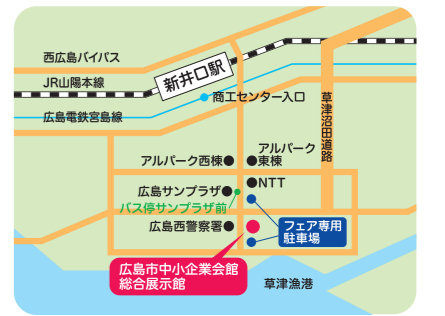 西広島バイパス
新井口駅
JR山陽本線
商工センター入口
広島電鉄宮島線
草津沼田道路
アルパーク西棟
アルパーク
東棟
広島サンプラザ
NTT
バス停サンプラザ前
広島西警察署
フェア専用
駐車場
広島市中小企業会館
総合展示館
草津漁港